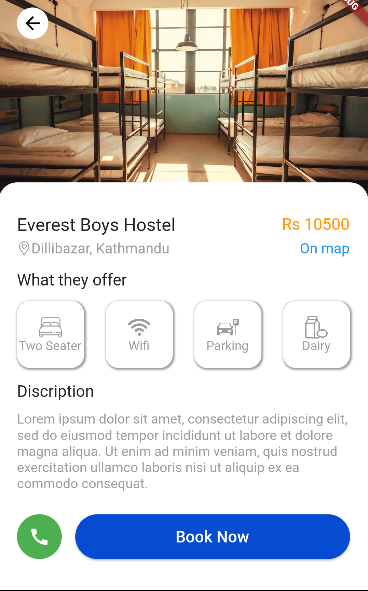 Everest Boys Hostel
Rs 10500
Dillibazar, Kathmandu
On map
What they offer
Two Seater
Wifi
Parking
Dairy
Discription
Lorem ipsum dolor sit amet, consectetur adipiscing elit,
sed do eiusmod tempor incididunt ut labore et dolore
magna aliqua. Ut enim ad minim veniam, quis nostrud
exercitation ullamco laboris nisi ut aliquip ex ea
commodo consequat.
Book Now